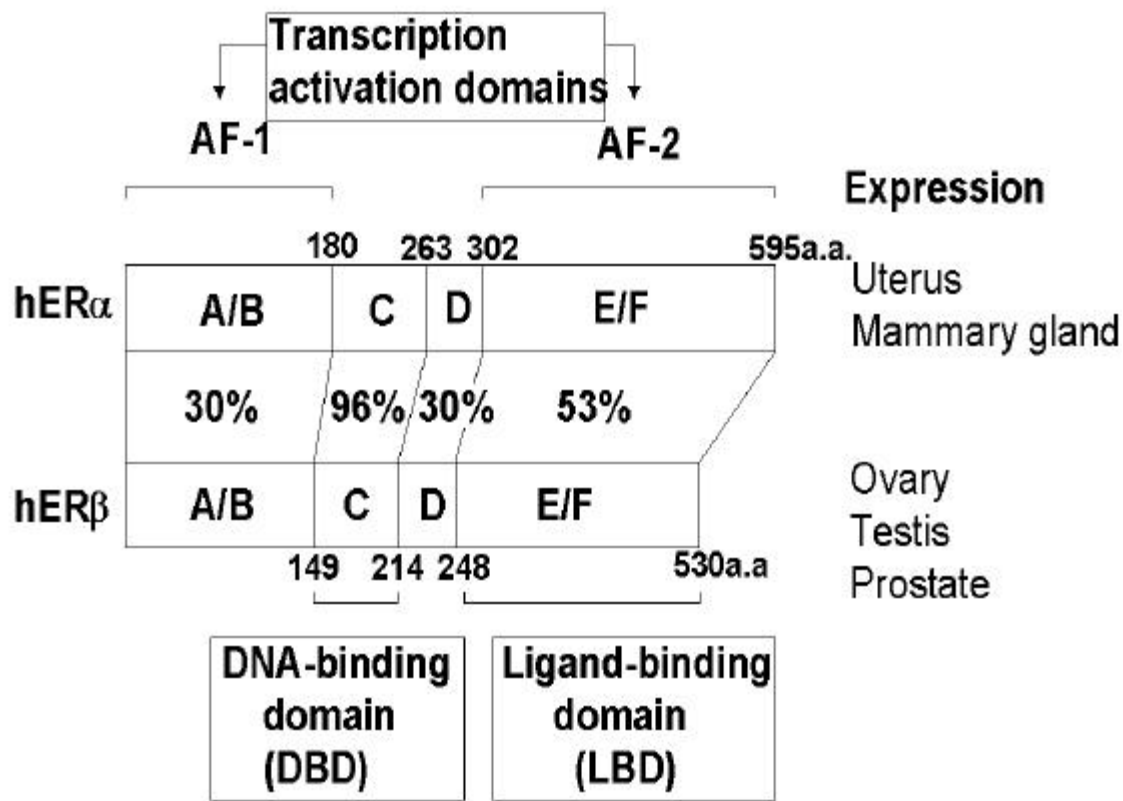 Transcription
activation domains
AF-1 AF-2
Expression
180 263 302 595a.a.
hERα A/B C D E/F
Uterus
Mammary gland
30% 96% 30% 53%
hERβ A/B C D E/F
Ovary
Testis
Prostate
149 214 248 530a.a
DNA-binding
domain
(DBD)
Ligand-binding
domain
(LBD)